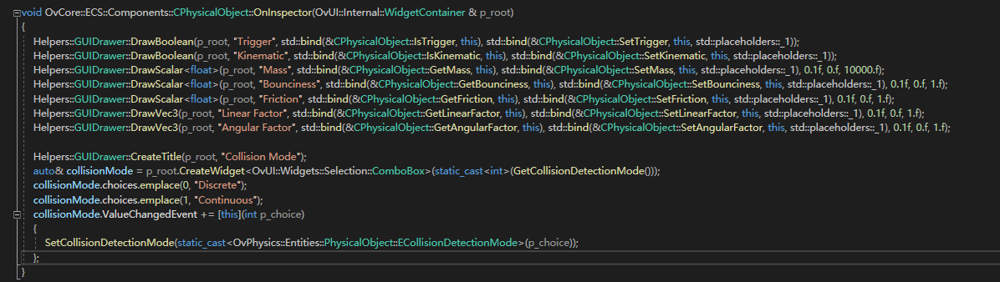 void OvCore::ECS::Components::CPhysicalObject::OnInspector(OvUI::Internal::WidgetContainer & p_root)
{
Helpers::GUIDrawer::DrawBoolean(p_root, "Trigger", std::bind(&CPhysicalObject::IsTrigger, this), std::bind(&CPhysicalObject::SetTrigger, this, std::placeholders::_1));
Helpers::GUIDrawer::DrawBoolean(p_root, "Kinematic", std::bind(&CPhysicalObject::IsKinematic, this), std::bind(&CPhysicalObject::SetKinematic, this, std::placeholders::_1));
Helpers::GUIDrawer::DrawScalar<float>(p_root, "Mass", std::bind(&CPhysicalObject::GetMass, this), std::bind(&CPhysicalObject::SetMass, this, std::placeholders::_1), 0.1f, 0.f, 10000.f);
Helpers::GUIDrawer::DrawScalar<float>(p_root, "Bounciness", std::bind(&CPhysicalObject::GetBounciness, this), std::bind(&CPhysicalObject::SetBounciness, this, std::placeholders::_1), 0.1f, 0.f, 1.f);
Helpers::GUIDrawer::DrawScalar<float>(p_root, "Friction", std::bind(&CPhysicalObject::GetFriction, this), std::bind(&CPhysicalObject::SetFriction, this, std::placeholders::_1), 0.1f, 0.f, 1.f);
Helpers::GUIDrawer::DrawVec3(p_root, "Linear Factor", std::bind(&CPhysicalObject::GetLinearFactor, this), std::bind(&CPhysicalObject::SetLinearFactor, this, std::placeholders::_1), 0.1f, 0.f, 1.f);
Helpers::GUIDrawer::DrawVec3(p_root, "Angular Factor", std::bind(&CPhysicalObject::GetAngularFactor, this), std::bind(&CPhysicalObject::SetAngularFactor, this, std::placeholders::_1), 0.1f, 0.f, 1.f);
Helpers::GUIDrawer::CreateTitle(p_root, "Collision Mode");
auto& collisionMode = p_root.CreateWidget<OvUI::Widgets::Selection::ComboBox>(static_cast<int>(GetCollisionDetectionMode()));
collisionMode.choices.emplace(0, "Discrete");
collisionMode.choices.emplace(1, "Continuous");
collisionMode.ValueChangedEvent += [this](int p_choice)
{
SetCollisionDetectionMode(static_cast<OvPhysics::Entities::PhysicalObject::ECollisionDetectionMode>(p_choice));
};
}